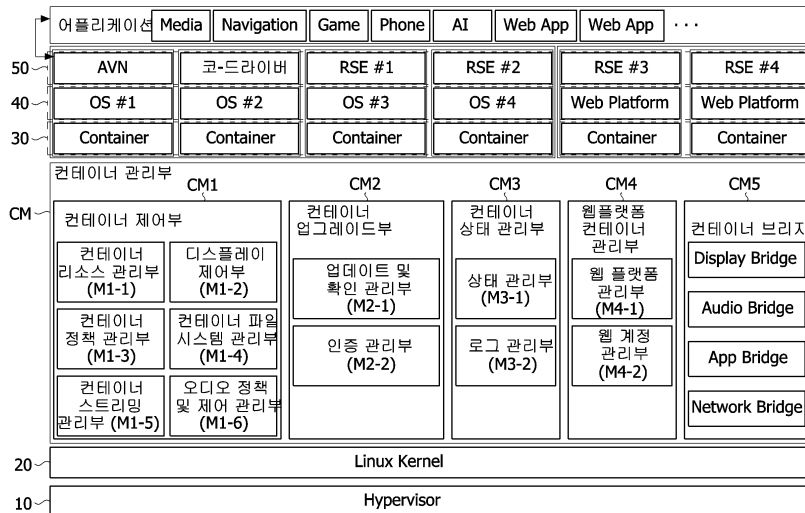 어플리케이션 Media Navigation Game Phone AI Web App Web App ...
50 AVN 코-드라이버 RSE #1 RSE #2 RSE #3 RSE #4
40 OS #1 OS #2 OS #3 OS #4 Web Platform Web Platform
30 Container Container Container Container Container Container
컨테이너 관리부
CM
CM1
컨테이너 제어부
컨테이너
리소스 관리부
(M1-1)
디스플레이
제어부
(M1-2)
컨테이너
정책 관리부
(M1-3)
컨테이너 파일
시스템 관리부
(M1-4)
컨테이너
스트리밍
관리부 (M1-5)
오디오 정책
및 제어 관리부
(M1-6)
CM2
컨테이너
업그레이드부
업데이트 및
확인 관리부
(M2-1)
인증 관리부
(M2-2)
CM3
컨테이너
상태 관리부
상태 관리부
(M3-1)
로그 관리부
(M3-2)
CM4
웹플랫폼
컨테이너
관리부
웹 플랫폼
관리부
(M4-1)
웹 계정
관리부
(M4-2)
CM5
컨테이너 브리지
Display Bridge
Audio Bridge
App Bridge
Network Bridge
20 Linux Kernel
10 Hypervisor